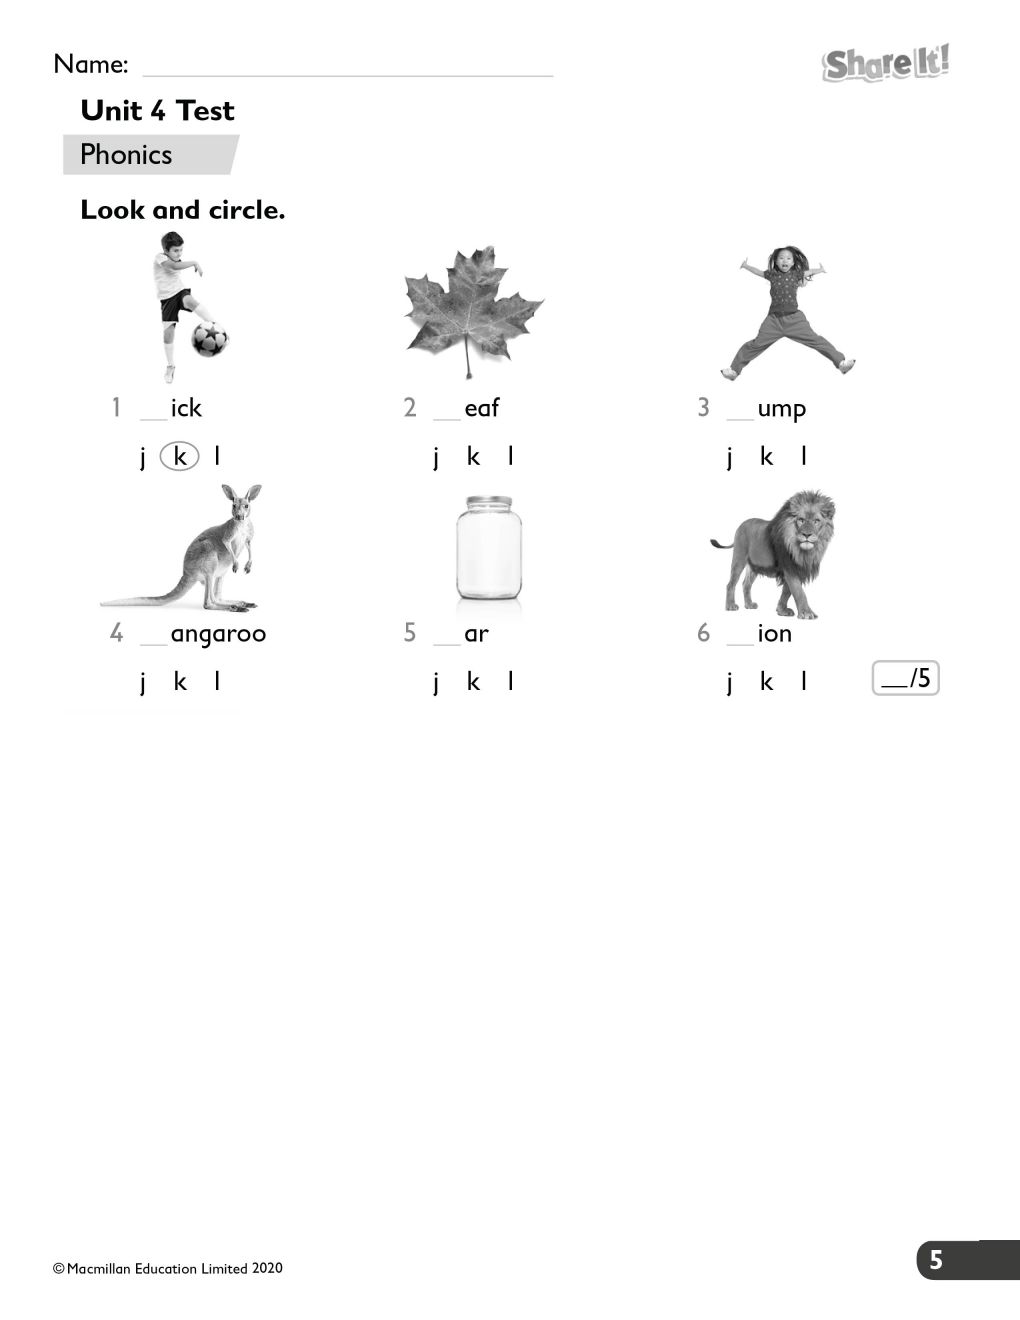 Name: 
Share It!
Unit 4 Test
Phonics
Look and circle.
1 __ick
2 __eaf
3 __ump
j k l
j k l
j k l
4 __angaroo
5 __ar
6 __ion
j k l
j k l
j k l
__/5
© Macmillan Education Limited 2020
5